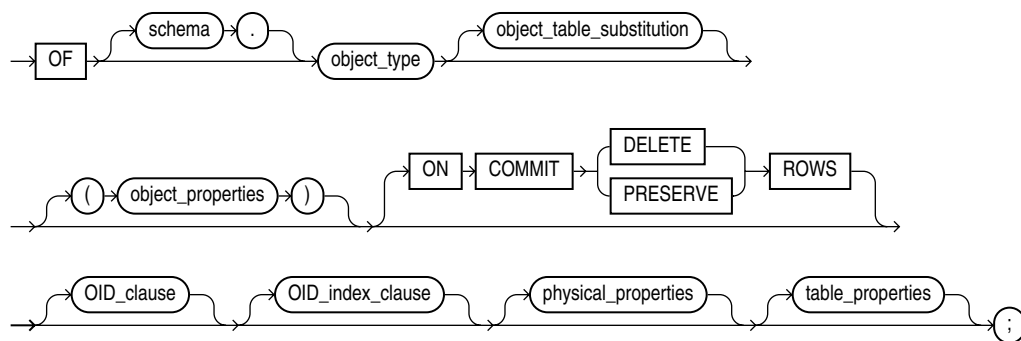 schema .
OF object_type object_table_substitution
( object_properties ) ON COMMIT DELETE ROWS
PRESERVE
OID_clause OID_index_clause physical_properties table_properties ;